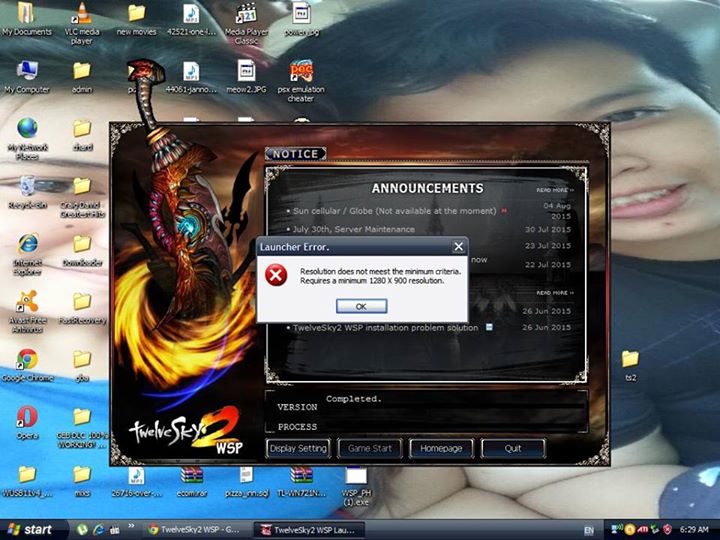 My Documents
VLC media player
new movies
42521-one-l...
Media Player Classic
power.jpg
My Computer
admin
44061-janno...
meow2.JPG
psx emulation cheater
My Network Places
chard
Recycle Bin
Craig David Greatest Hits
Internet Explorer
Downloader
Avast Free Antivirus
FastRecovery
Google Chrome
gba
Opera
WORKING!
WUSB11v4_...
mxs
26716-over-...
ecom.rar
pizza_inn.sql
TL-WN721N...
WSP_PH (1).exe
ts2
NOTICE
ANNOUNCEMENTS
READ MORE
Sun cellular / Globe (Not available at the moment)
04 Aug 2015
July 30th, Server Maintenance
30 Jul 2015
23 Jul 2015
now
22 Jul 2015
READ MORE
26 Jun 2015
TwelveSky2 WSP installation problem solution
26 Jun 2015
Launcher Error.
Resolution does not meest the minimum criteria.
Requires a minimum 1280 X 900 resolution.
OK
VERSION
Completed.
PROCESS
TwelveSky 2
WSP
Display Setting
Game Start
Homepage
Quit
start
TwelveSky2 WSP - G...
TwelveSky2 WSP Lau...
EN
ATI
6:29 AM